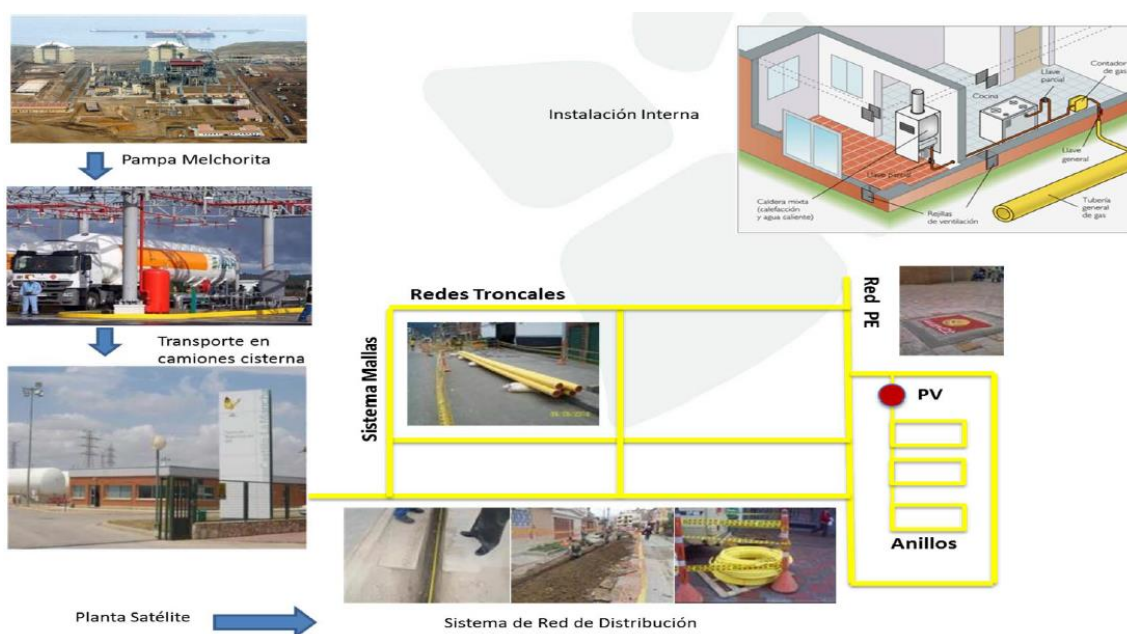 Pampa Melchorita
Transporte en
camiones cisterna
Planta Satélite
Instalación Interna
Llave parcial
Contador
de gas
Cocina
Llave
general
Llave parcial
Caldera mixta
(calefacción
y agua caliente)
Rejillas
de ventilación
Tubería
general
de gas
Redes Troncales
Sistema Mallas
Red PE
PV
Anillos
Sistema de Red de Distribución